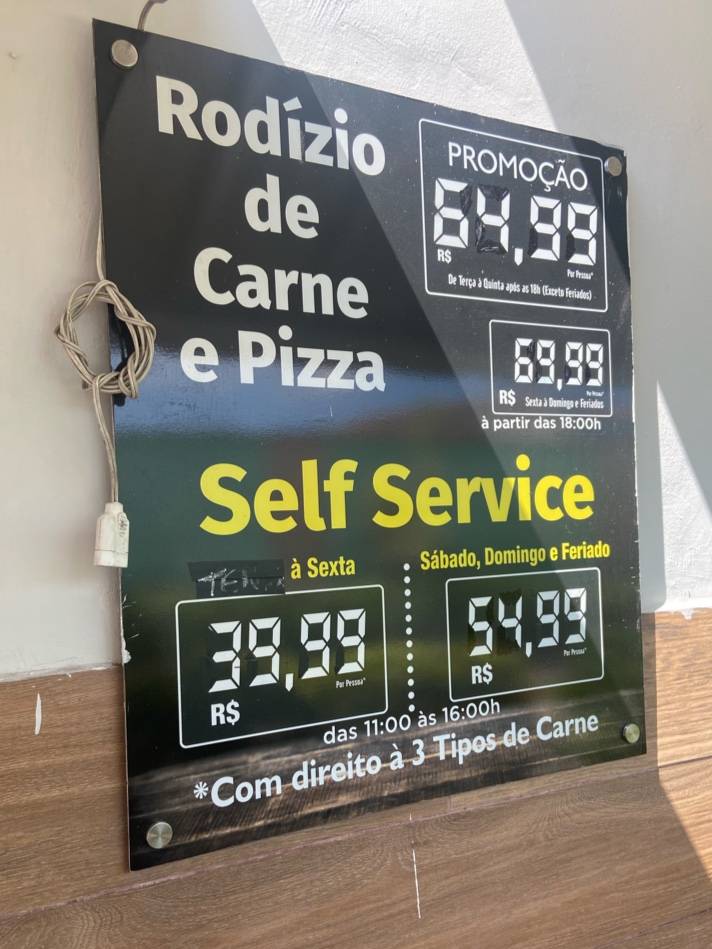 Rodízio
de
Carne
e Pizza
PROMOÇÃO
R$ 64,99
Por Pessoa*
De Terça à Quinta após as 18h (Exceto Feriados)
69,99
Por Pessoa*
R$ Sexta à Domingo e Feriados
à partir das 18:00h
Self Service
à Sexta
39,99
Por Pessoa*
R$
Sábado, Domingo e Feriado
54,99
Por Pessoa*
R$
das 11:00 às 16:00h
*Com direito à 3 Tipos de Carne